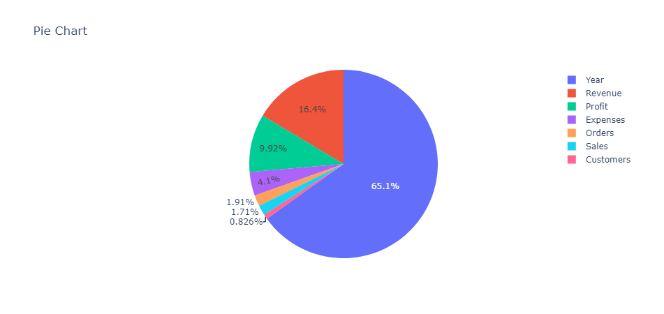 Pie Chart
Year
Revenue
Profit
Expenses
Orders
Sales
Customers
16.4%
9.92%
4.1%
65.1%
1.91%
1.71%
0.826%